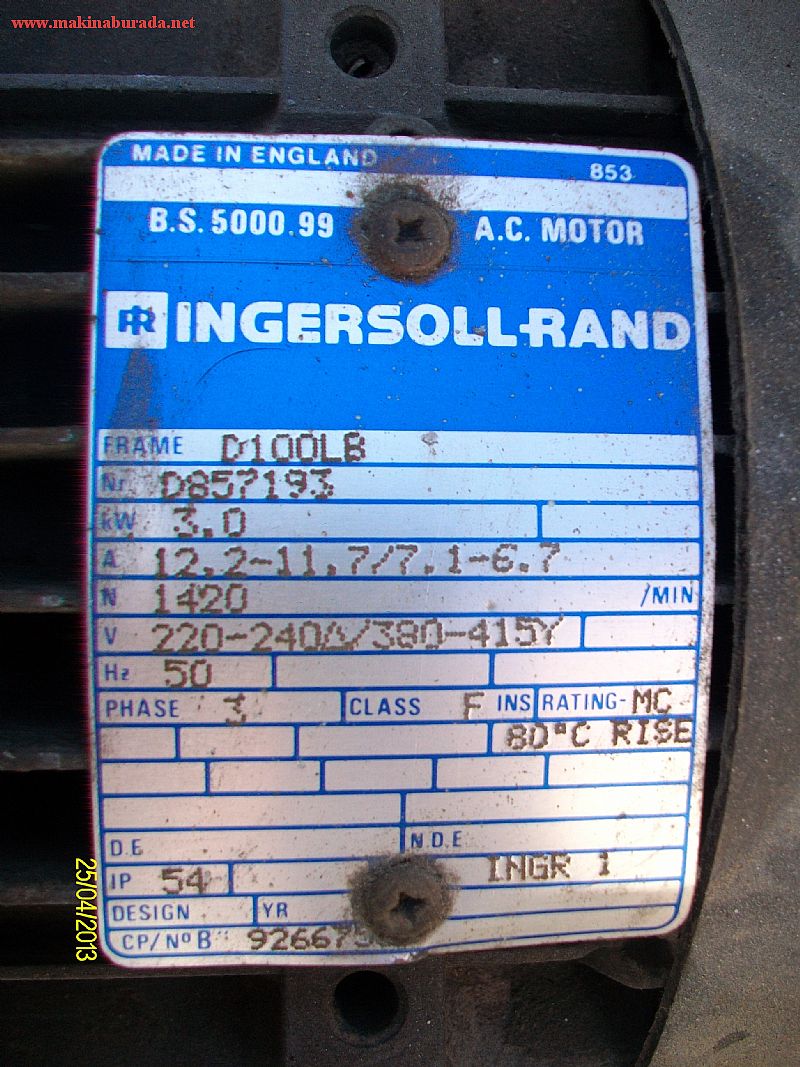 www.makinaburada.net
MADE IN ENGLAND 853
B.S. 5000.99 A.C. MOTOR
IR INGERSOLL-RAND
FRAME D100LB
Nr. D857193
kW 3.0
A 12.2-11.7/7.1-6.7
N 1420 /MIN
V 220-240Δ/380-415Y
Hz 50
PHASE 3 CLASS F INS RATING- MC
80°C RISE
D.E N.D.E
IP 54 INGR 1
DESIGN YR
CP/Nº B"
25/04/2013